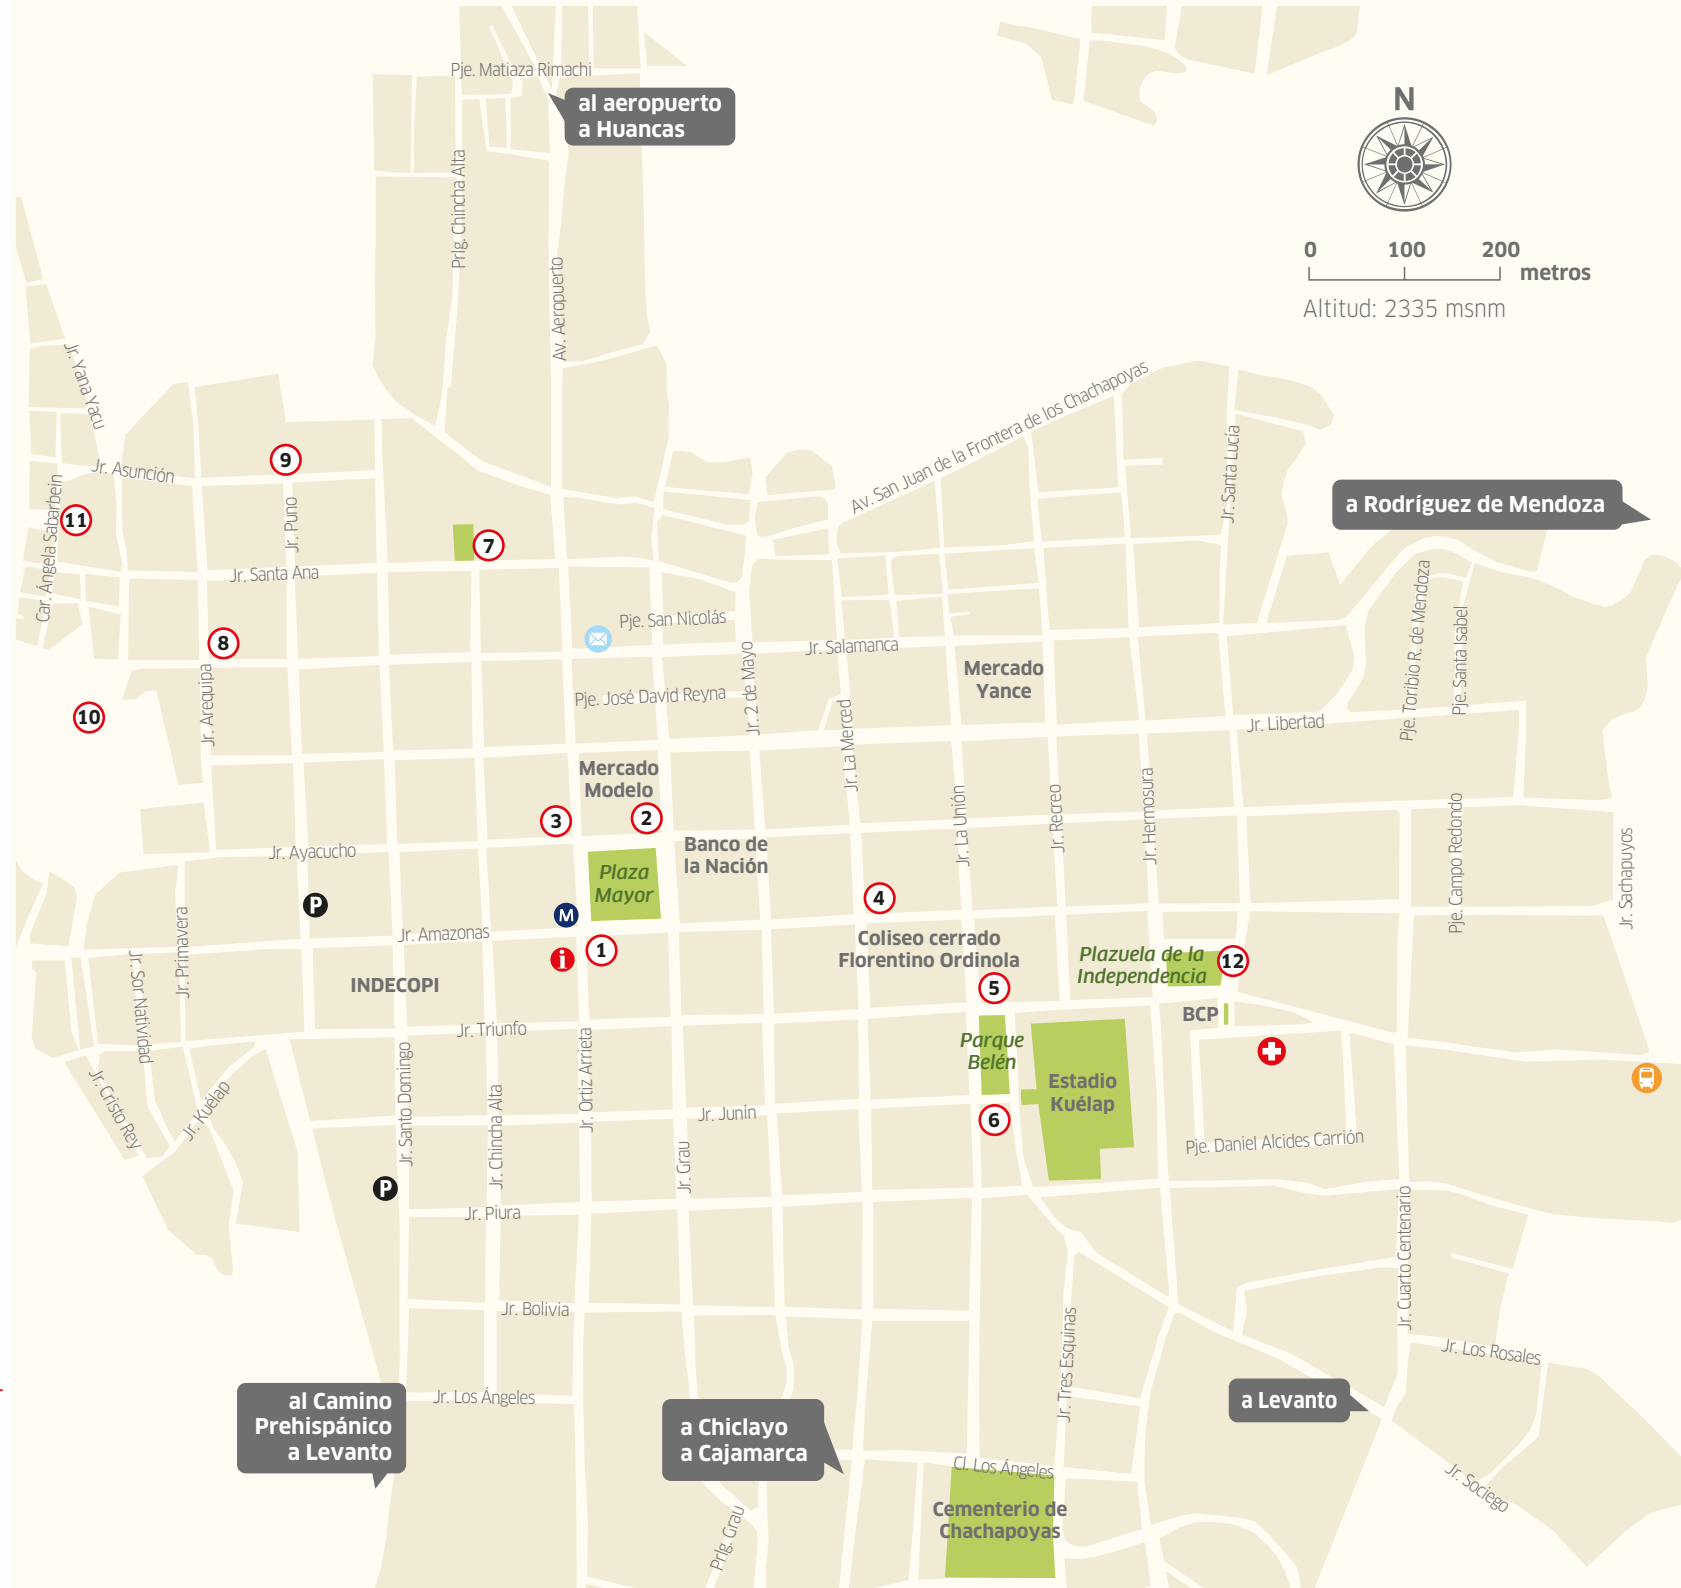 Pje. Matiaza Rimachi
al aeropuerto
a Huancas
N
0 100 200
metros
Altitud: 2335 msnm
Prlg. Chincha Alta
Av. Aeropuerto
Jr. Yana Yacu
Av. San Juan de la Frontera de los Chachapoyas
Jr. Santa Lucía
a Rodríguez de Mendoza
9
Jr. Asunción
Car. Ángela Sabarbein
11
Jr. Puno
7
Jr. Santa Ana
Pje. Toribio R. de Mendoza
Pje. Santa Isabel
Pje. San Nicolás
8
Jr. Salamanca
Jr. 2 de Mayo
Mercado
Yance
Jr. Arequipa
Pje. José David Reyna
10
Jr. La Merced
Jr. Libertad
Mercado
Modelo
Jr. La Unión
Jr. Recreo
Jr. Hermosura
Pje. Campo Redondo
Jr. Sachapuyos
3
2
Jr. Ayacucho
Banco de
la Nación
Plaza
Mayor
4
P
M
Jr. Amazonas
i
1
Coliseo cerrado
Florentino Ordinola
Plazuela de la
Independencia
12
Jr. Primavera
Jr. Sor Natividad
INDECOPI
5
BCP
Jr. Triunfo
Parque
Belén
Estadio
Kuélap
Jr. Cristo Rey
Jr. Kuélap
Jr. Santo Domingo
Jr. Chincha Alta
Jr. Ortiz Arrieta
Jr. Junín
6
Jr. Grau
Pje. Daniel Alcides Carrión
P
Jr. Piura
Jr. Cuarto Centenario
Jr. Bolivia
Jr. Tres Esquinas
Jr. Los Rosales
al Camino
Prehispánico
a Levanto
Jr. Los Ángeles
a Chiclayo
a Cajamarca
a Levanto
Cl. Los Ángeles
Jr. Sociego
Prlg. Grau
Cementerio de
Chachapoyas